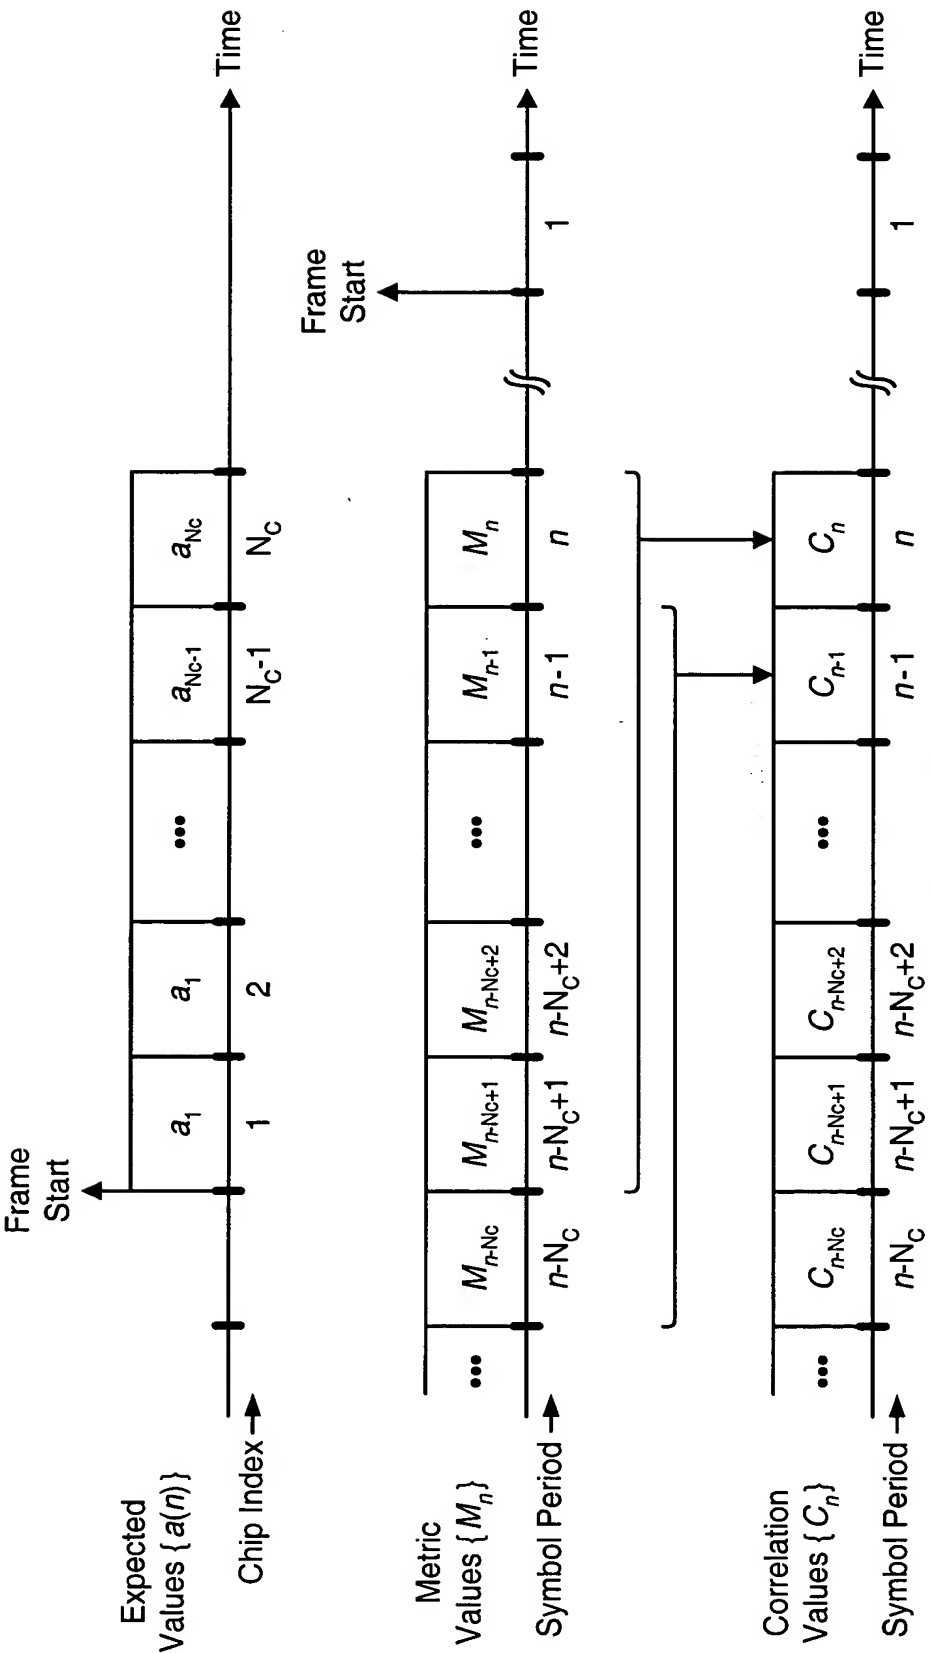 Frame
Start
Expected
Values { a(n) }
a1 a1 ••• aNc-1 aNc
Time
Chip Index
1 2 NC-1 NC
Frame
Start
Metric
Values { Mn }
••• Mn-Nc Mn-Nc+1 Mn-Nc+2 ••• Mn-1 Mn
Time
Symbol Period
n-NC n-NC+1 n-NC+2 n-1 n 1
Correlation
Values { Cn }
••• Cn-Nc Cn-Nc+1 Cn-Nc+2 ••• Cn-1 Cn
Time
Symbol Period
n-NC n-NC+1 n-NC+2 n-1 n 1